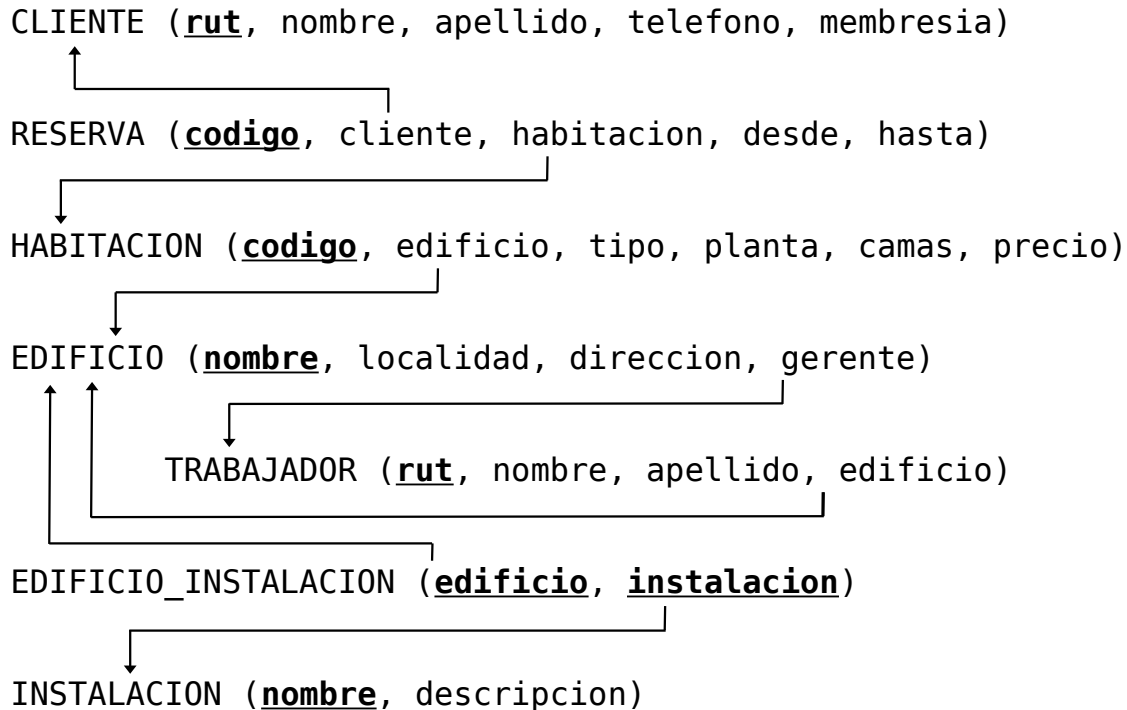 CLIENTE (rut, nombre, apellido, telefono, membresia)
RESERVA (codigo, cliente, habitacion, desde, hasta)
HABITACION (codigo, edificio, tipo, planta, camas, precio)
EDIFICIO (nombre, localidad, direccion, gerente)
TRABAJADOR (rut, nombre, apellido, edificio)
EDIFICIO_INSTALACION (edificio, instalacion)
INSTALACION (nombre, descripcion)